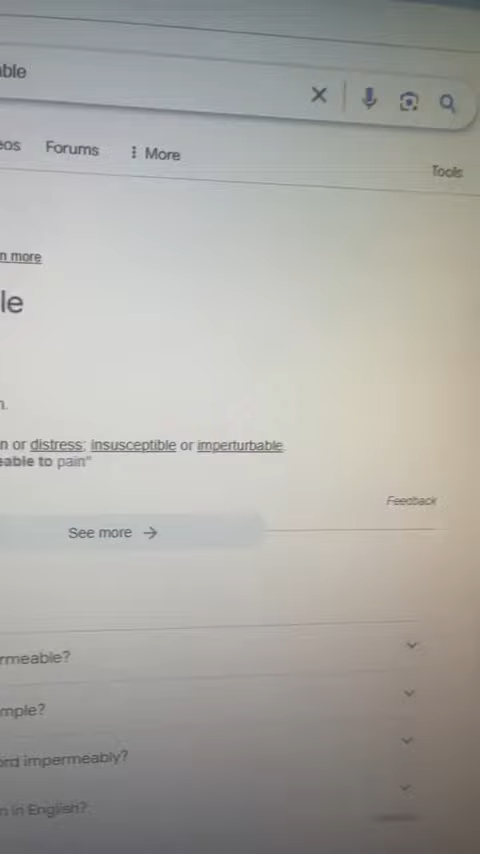 able
eos Forums More
Tools
n more
le
n.
n or distress; insusceptible or imperturbable.
eable to pain"
Feedback
See more →
rmeable?
mple?
ord impermeably?
n in English?